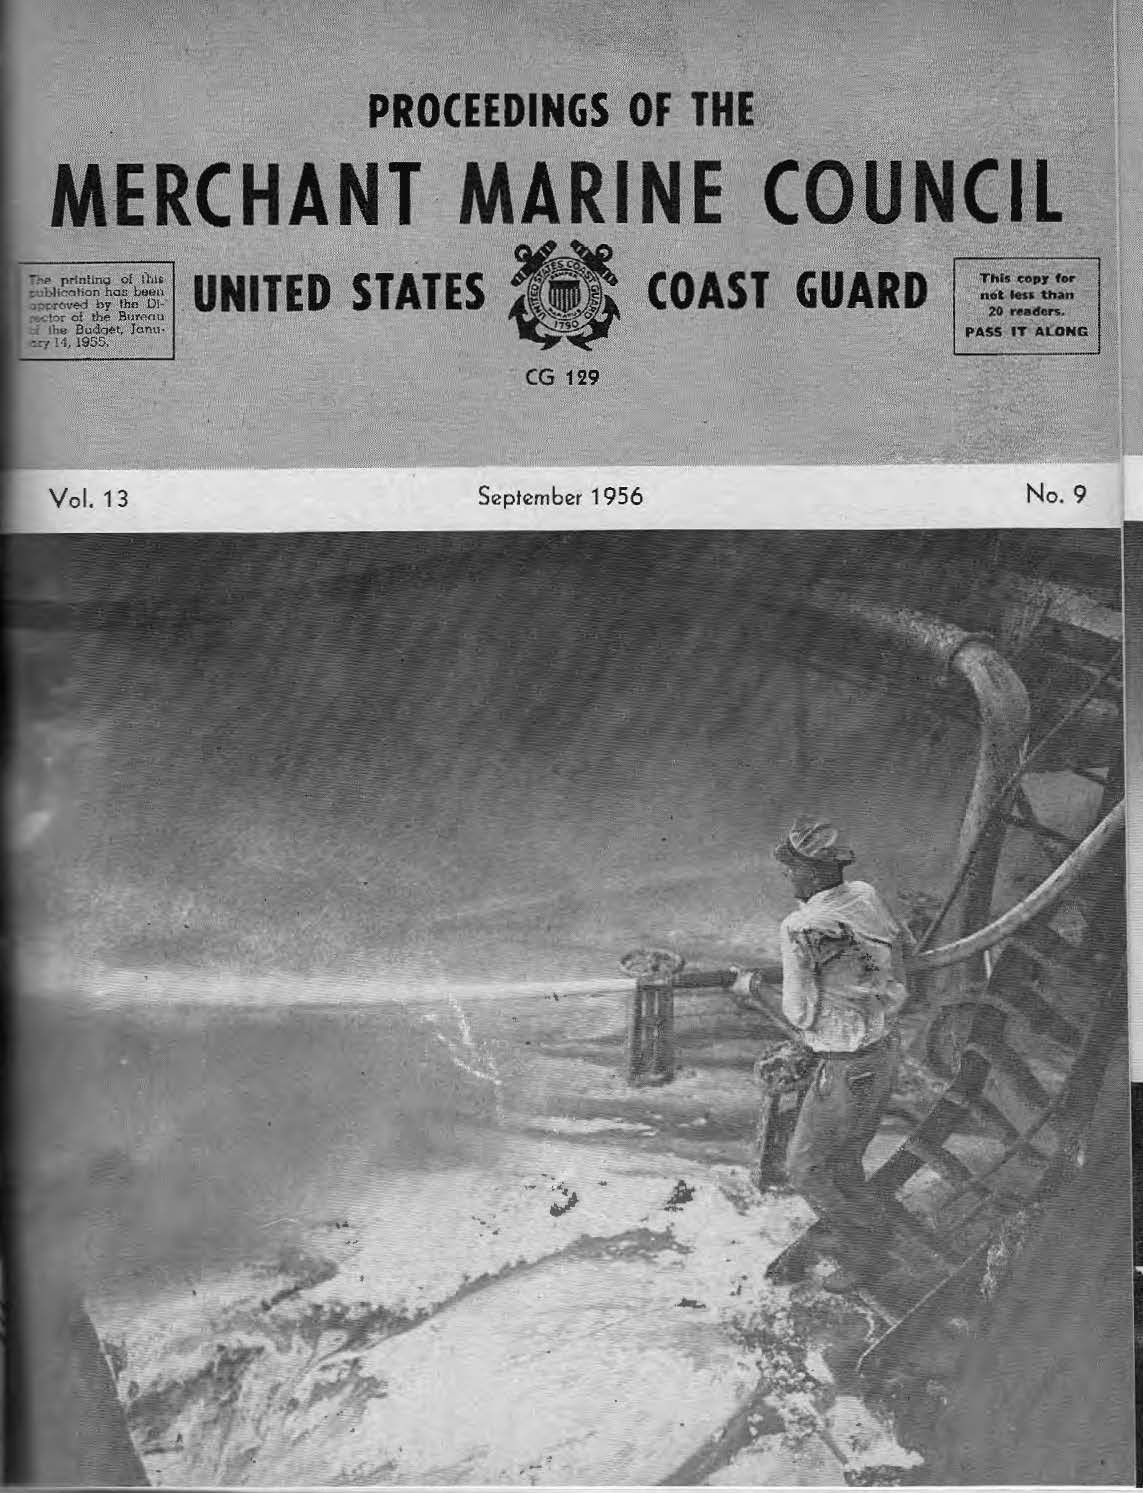 PROCEEDINGS OF THE
MERCHANT MARINE COUNCIL
The printing of this
publication has been
approved by the Di-
rector of the Bureau
of the Budget, Janu-
ary 14, 1955.
UNITED STATES
UNITED STATES COAST GUARD
SEMPER
PARATUS
1790
COAST GUARD
This copy for
not less than
20 readers.
PASS IT ALONG
CG 129
Vol. 13
September 1956
No. 9